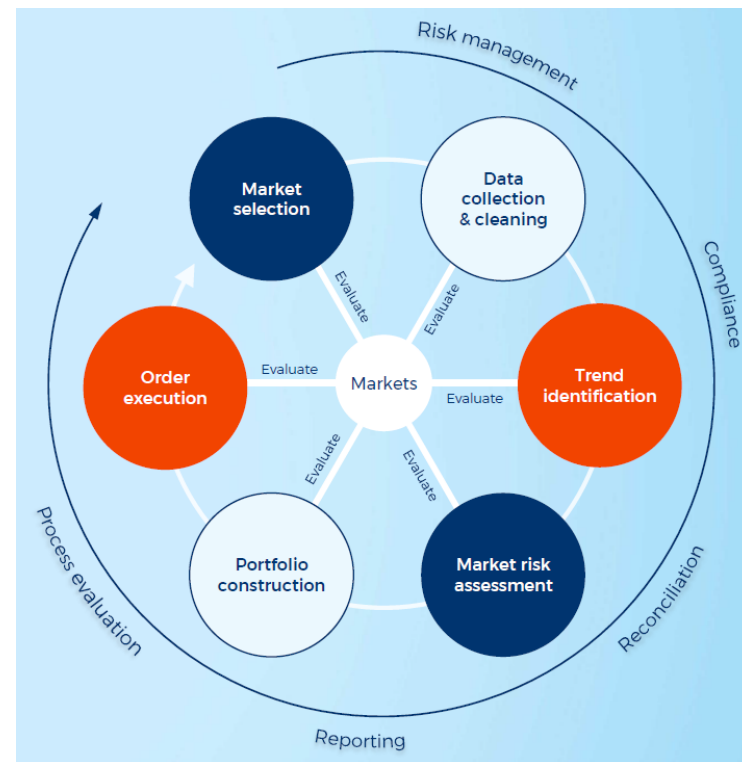 Risk management
Market
selection
Data
collection
& cleaning
Compliance
Evaluate
Evaluate
Order
execution
Evaluate
Markets
Evaluate
Trend
identification
Evaluate
Evaluate
Process evaluation
Portfolio
construction
Market risk
assessment
Reconciliation
Reporting